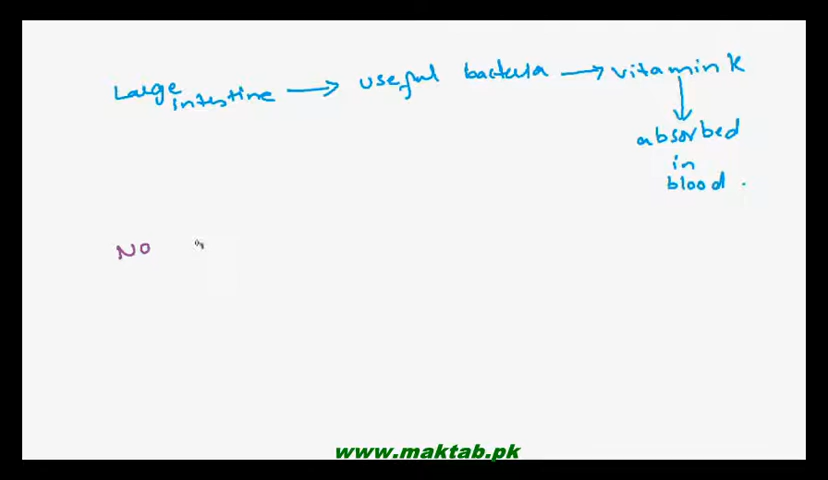 Large intestine → useful bacteria → vitamin K
absorbed
in
blood.
NO
www.maktab.pk